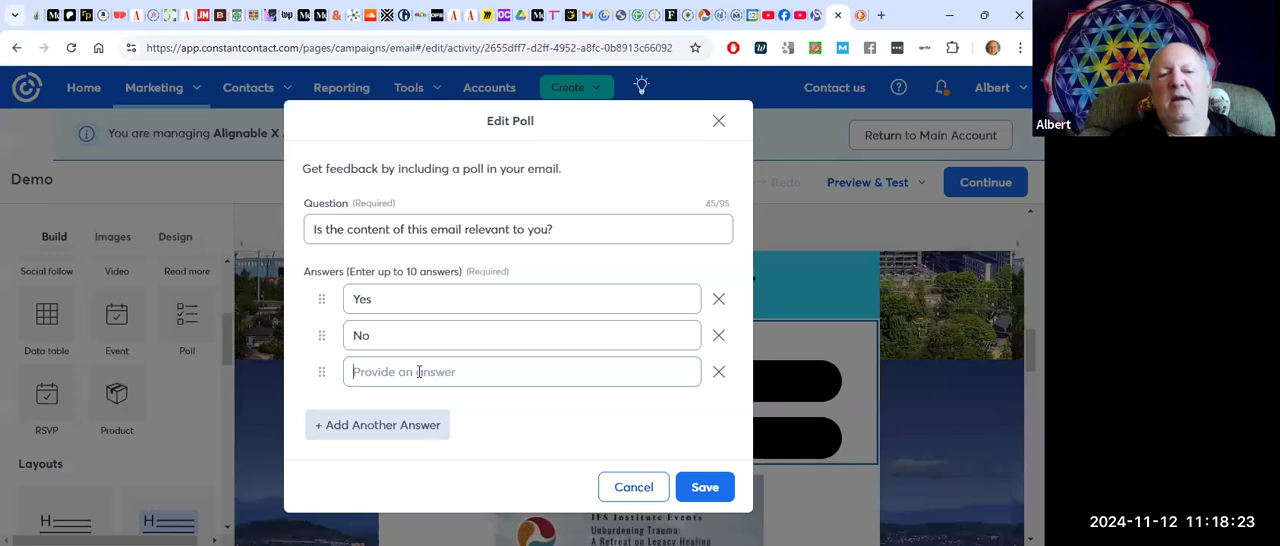 https://app.constantcontact.com/pages/campaigns/email#/edit/activity/2655dff7-d2ff-4952-a8fc-0b8913c66092
Home
Marketing
Contacts
Reporting
Tools
Accounts
Create
Contact us
Albert
Albert
You are managing Alignable X
Return to Main Account
Demo
Redo
Preview & Test
Continue
Edit Poll
Get feedback by including a poll in your email.
Question (Required)
45/95
Is the content of this email relevant to you?
Answers (Enter up to 10 answers) (Required)
Yes
No
Provide an answer
+ Add Another Answer
Cancel
Save
Build
Images
Design
Social follow
Video
Read more
Data table
Event
Poll
RSVP
Product
Layouts
IFS Institute Events
Unburdening Trauma:
A Retreat on Legacy Healing
2024-11-12 11:18:23